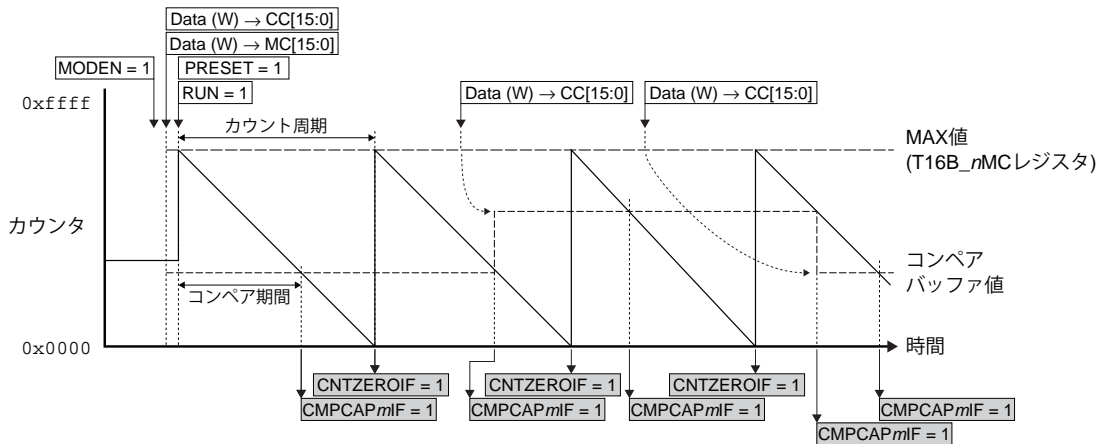 Data (W) → CC[15:0]
Data (W) → MC[15:0]
MODEN = 1
PRESET = 1
RUN = 1
Data (W) → CC[15:0]
Data (W) → CC[15:0]
0xffff
カウント周期
MAX値
(T16B_nMCレジスタ)
カウンタ
コンペア
バッファ値
コンペア期間
0x0000
時間
CNTZEROIF = 1
CNTZEROIF = 1
CNTZEROIF = 1
CMPCAPmIF = 1
CMPCAPmIF = 1
CMPCAPmIF = 1
CMPCAPmIF = 1
CMPCAPmIF = 1